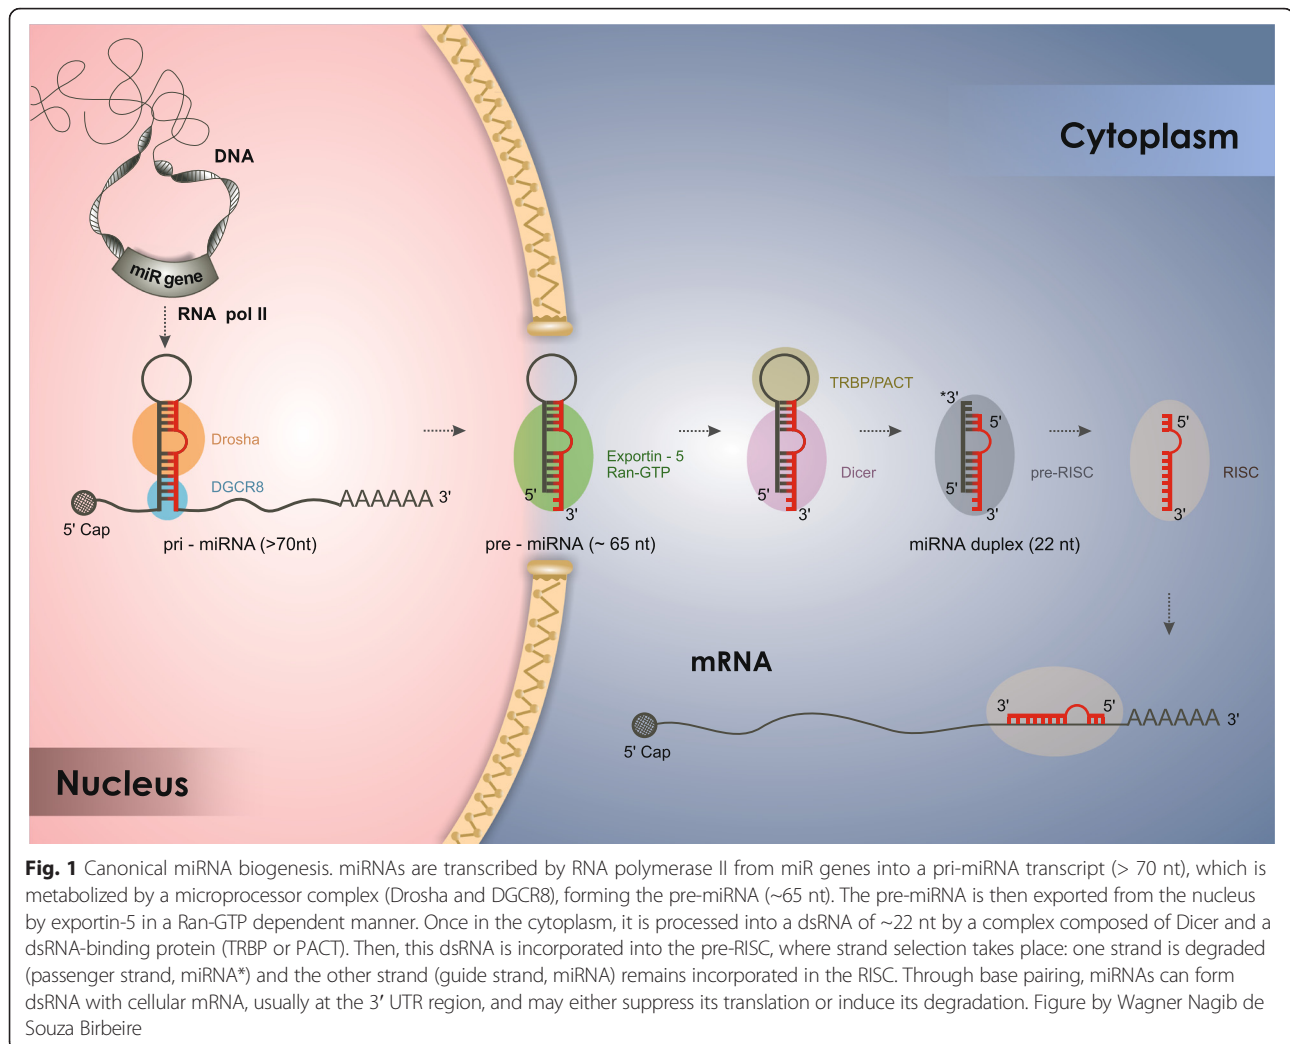 Cytoplasm
DNA
miR gene
RNA pol II
TRBP/PACT
*3'
5'
5'
Drosha
Exportin - 5
Ran-GTP
Dicer
pre-RISC
RISC
DGCR8
5'
5'
5'
AAAAAA 3'
3'
3'
3'
3'
5' Cap
pri - miRNA (>70nt)
pre - miRNA (~ 65 nt)
miRNA duplex (22 nt)
mRNA
3'
5'
AAAAAA 3'
5' Cap
Nucleus
Fig. 1 Canonical miRNA biogenesis. miRNAs are transcribed by RNA polymerase II from miR genes into a pri-miRNA transcript (> 70 nt), which is
metabolized by a microprocessor complex (Drosha and DGCR8), forming the pre-miRNA (~65 nt). The pre-miRNA is then exported from the nucleus
by exportin-5 in a Ran-GTP dependent manner. Once in the cytoplasm, it is processed into a dsRNA of ~22 nt by a complex composed of Dicer and a
dsRNA-binding protein (TRBP or PACT). Then, this dsRNA is incorporated into the pre-RISC, where strand selection takes place: one strand is degraded
(passenger strand, miRNA*) and the other strand (guide strand, miRNA) remains incorporated in the RISC. Through base pairing, miRNAs can form
dsRNA with cellular mRNA, usually at the 3′ UTR region, and may either suppress its translation or induce its degradation. Figure by Wagner Nagib de
Souza Birbeire